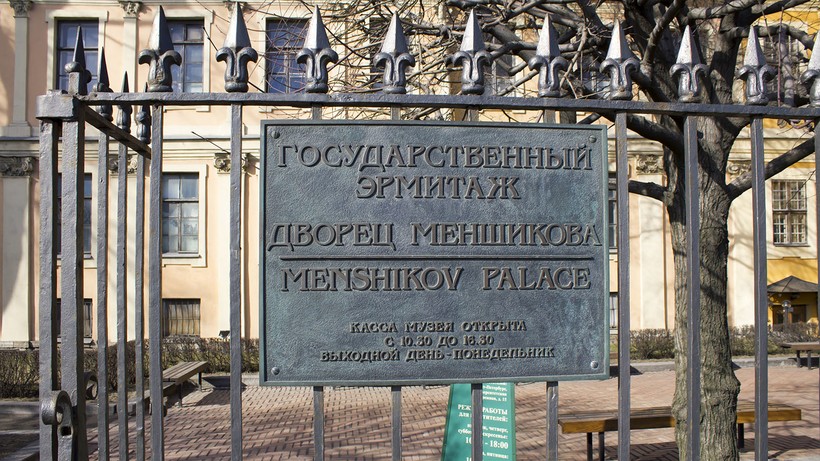 ГОСУДАРСТВЕННЫЙ
ЭРМИТАЖ
ДВОРЕЦ МЕНШИКОВА
MENSHIKOV PALACE
КАССА МУЗЕЯ ОТКРЫТА
С 10.30 ДО 16.30
ВЫХОДНОЙ ДЕНЬ - ПОНЕДЕЛЬНИК